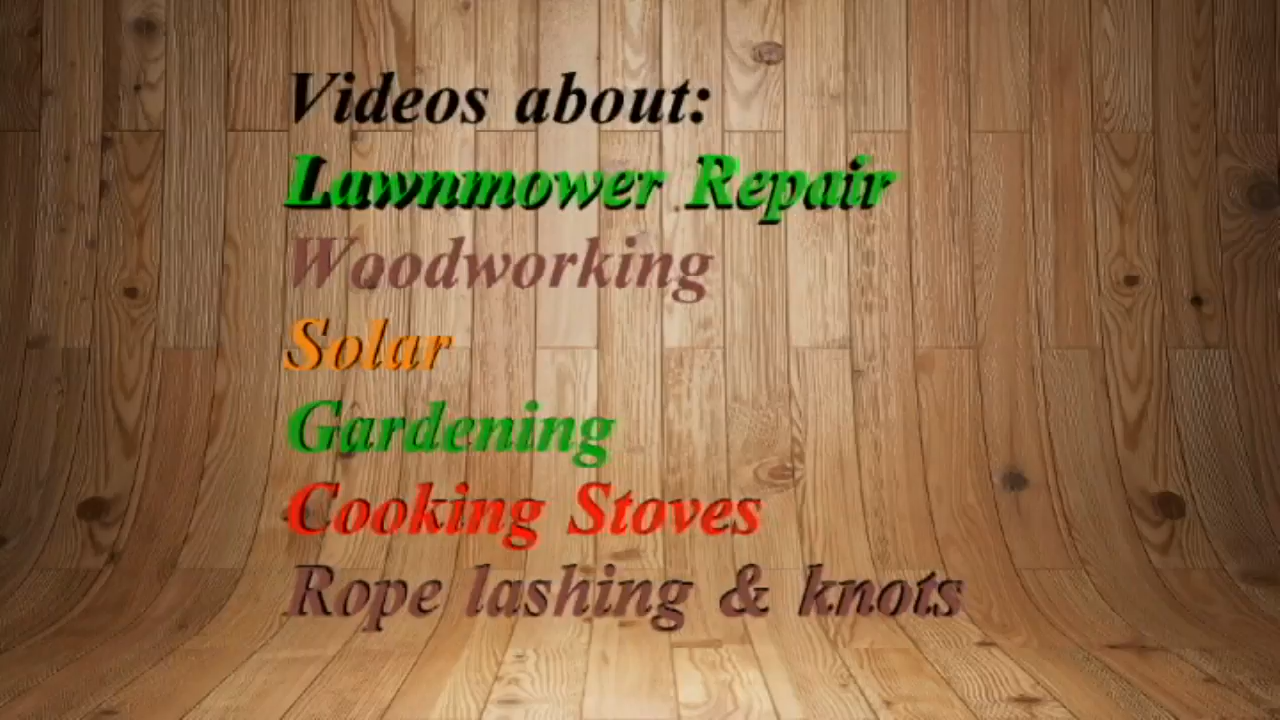 Videos about:
Lawnmower Repair
Woodworking
Solar
Gardening
Cooking Stoves
Rope lashing & knots